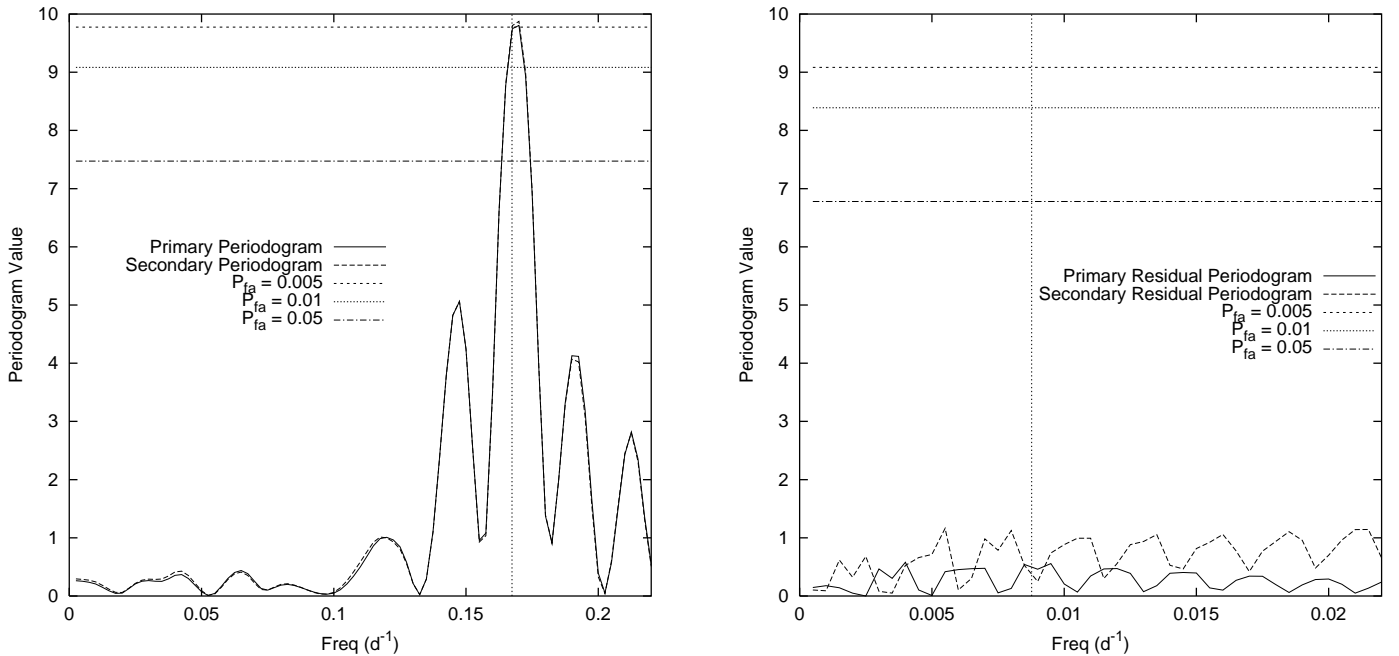 10
9
8
7
6
5
4
3
2
1
0
Periodogram Value
Primary Periodogram
Secondary Periodogram
P_fa = 0.005
P_fa = 0.01
P_fa = 0.05
0 0.05 0.1 0.15 0.2
Freq (d^-1)
10
9
8
7
6
5
4
3
2
1
0
Periodogram Value
Primary Residual Periodogram
Secondary Residual Periodogram
P_fa = 0.005
P_fa = 0.01
P_fa = 0.05
0 0.005 0.01 0.015 0.02
Freq (d^-1)